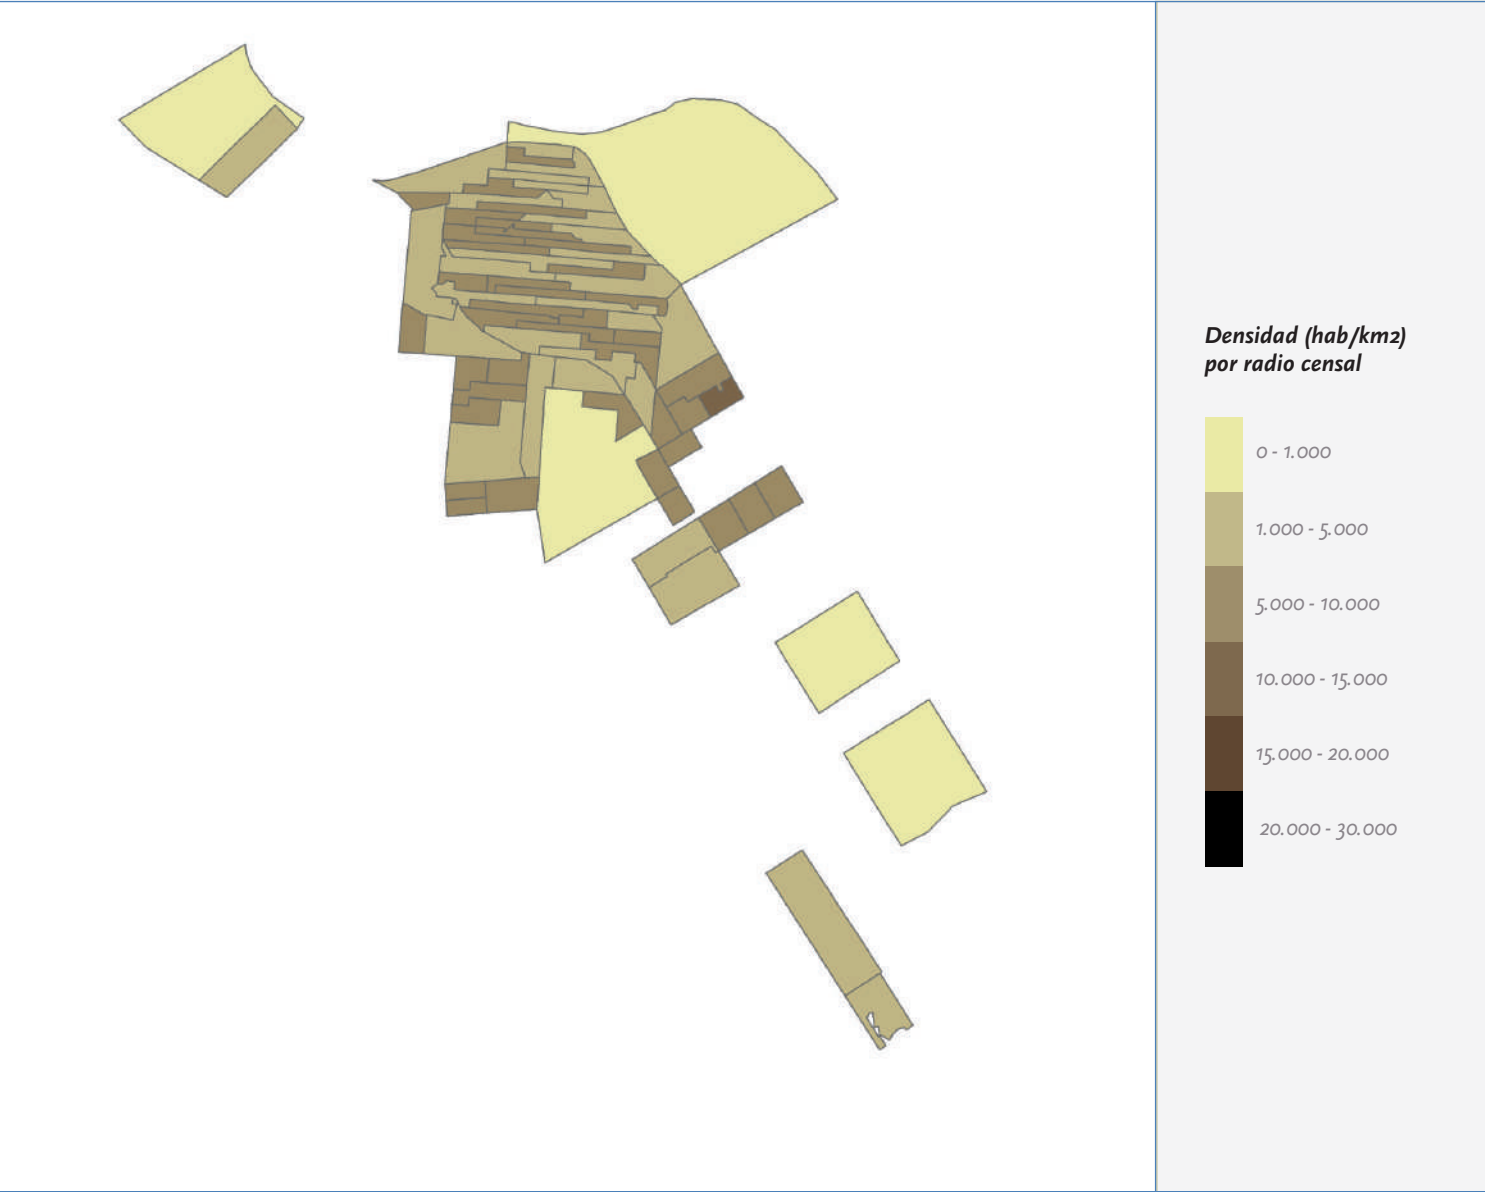 Densidad (hab/km2)
por radio censal
0 - 1.000
1.000 - 5.000
5.000 - 10.000
10.000 - 15.000
15.000 - 20.000
20.000 - 30.000